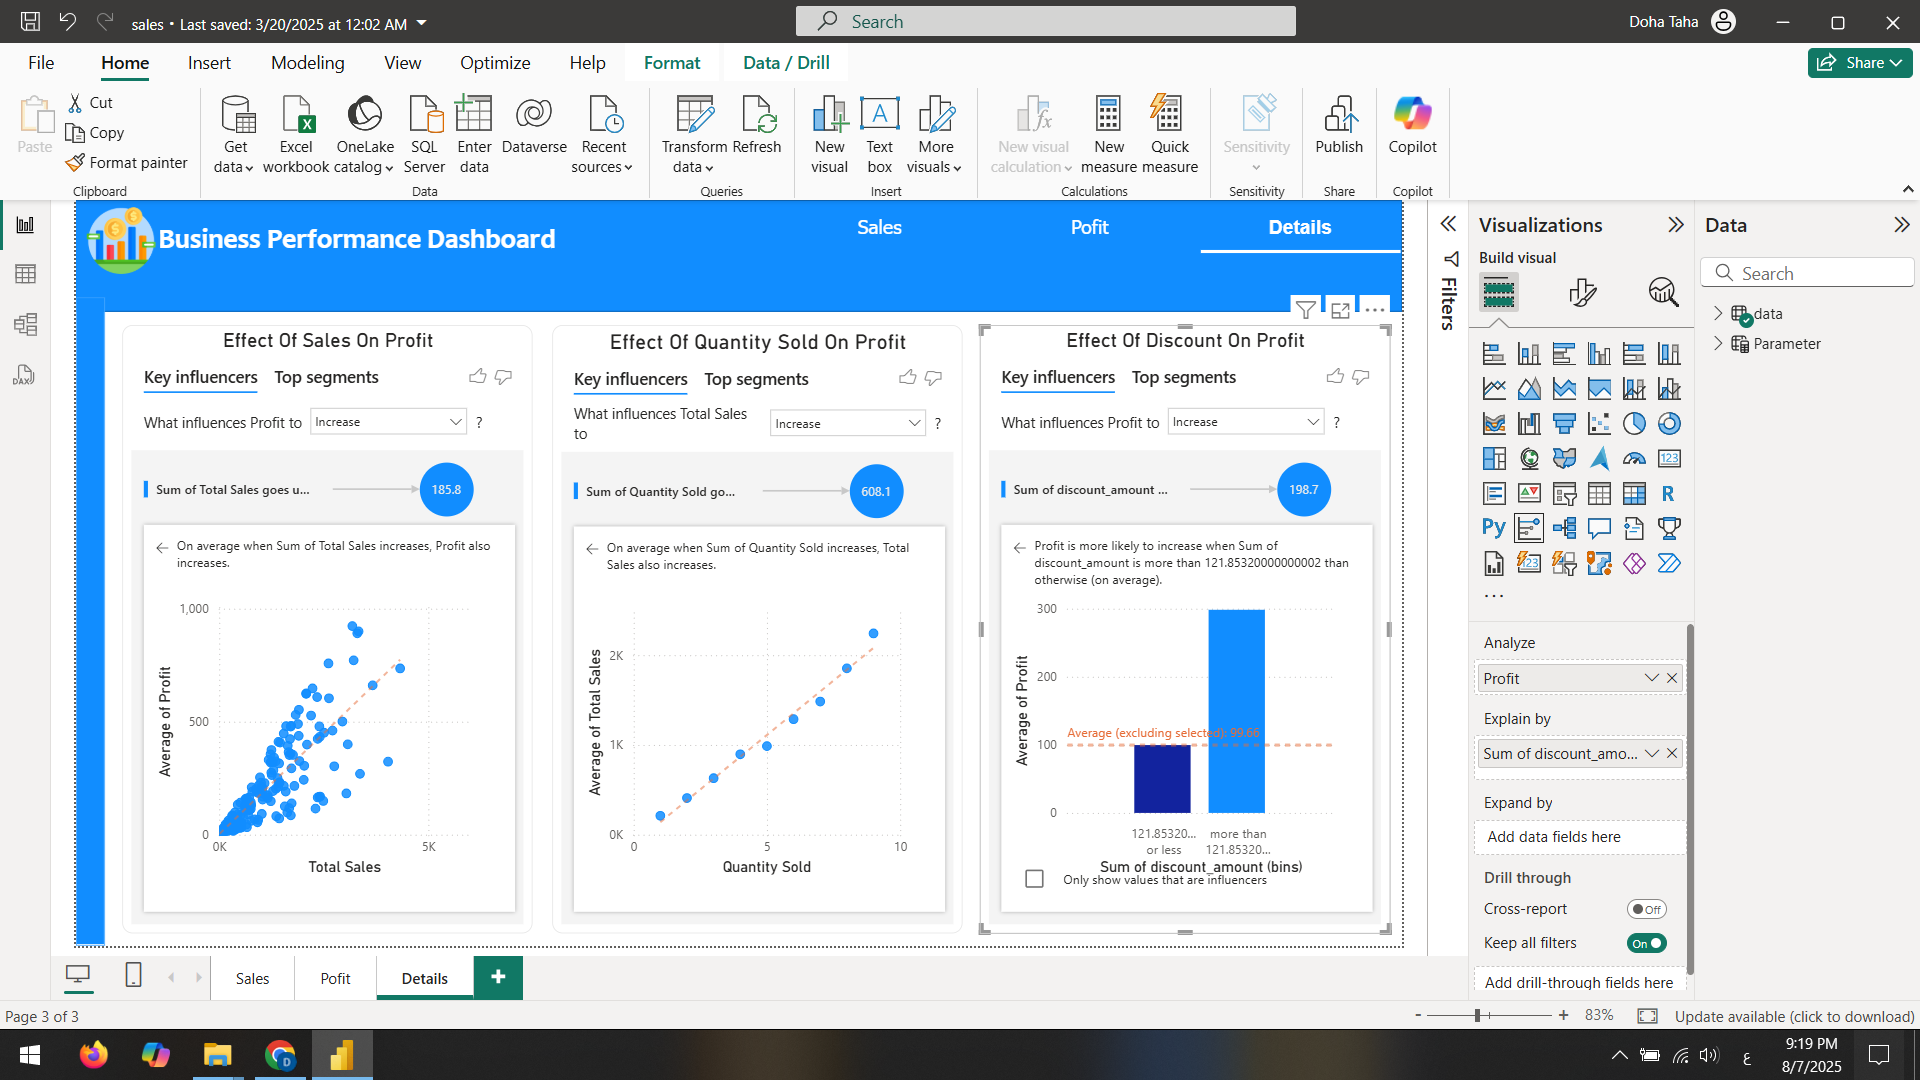 sales • Last saved: 3/20/2025 at 12:02 AM
Search
Doha Taha
File
Home
Insert
Modeling
View
Optimize
Help
Format
Data / Drill
Share
Paste
Cut
Copy
Format painter
Clipboard
Get data
Excel workbook
OneLake catalog
SQL Server
Enter data
Dataverse
Recent sources
Data
Transform data
Refresh
Queries
New visual
Text box
More visuals
Insert
New visual calculation
New measure
Quick measure
Calculations
Sensitivity
Sensitivity
Publish
Share
Copilot
Copilot
Business Performance Dashboard
Sales
Pofit
Details
Effect Of Sales On Profit
Key influencers
Top segments
What influences Profit to
Increase
?
Sum of Total Sales goes u...
185.8
On average when Sum of Total Sales increases, Profit also
increases.
1,000
500
0
Average of Profit
0K
5K
Total Sales
Effect Of Quantity Sold On Profit
Key influencers
Top segments
What influences Total Sales
to
Increase
?
Sum of Quantity Sold go...
608.1
On average when Sum of Quantity Sold increases, Total
Sales also increases.
2K
1K
0K
Average of Total Sales
0
5
10
Quantity Sold
Effect Of Discount On Profit
Key influencers
Top segments
What influences Profit to
Increase
?
Sum of discount_amount ...
198.7
Profit is more likely to increase when Sum of
discount_amount is more than 121.85320000000002 than
otherwise (on average).
300
200
100
0
Average of Profit
Average (excluding selected): 99.66
121.85320...
or less
more than
121.85320...
Sum of discount_amount (bins)
Only show values that are influencers
Filters
Visualizations
Build visual
123
R
Py
123
...
Analyze
Profit
Explain by
Sum of discount_amo...
Expand by
Add data fields here
Drill through
Cross-report
Off
Keep all filters
On
Add drill-through fields here
Data
Search
data
Parameter
DAX
Sales
Pofit
Details
+
Page 3 of 3
- + 83%
Update available (click to download)
D
ع
9:19 PM
8/7/2025